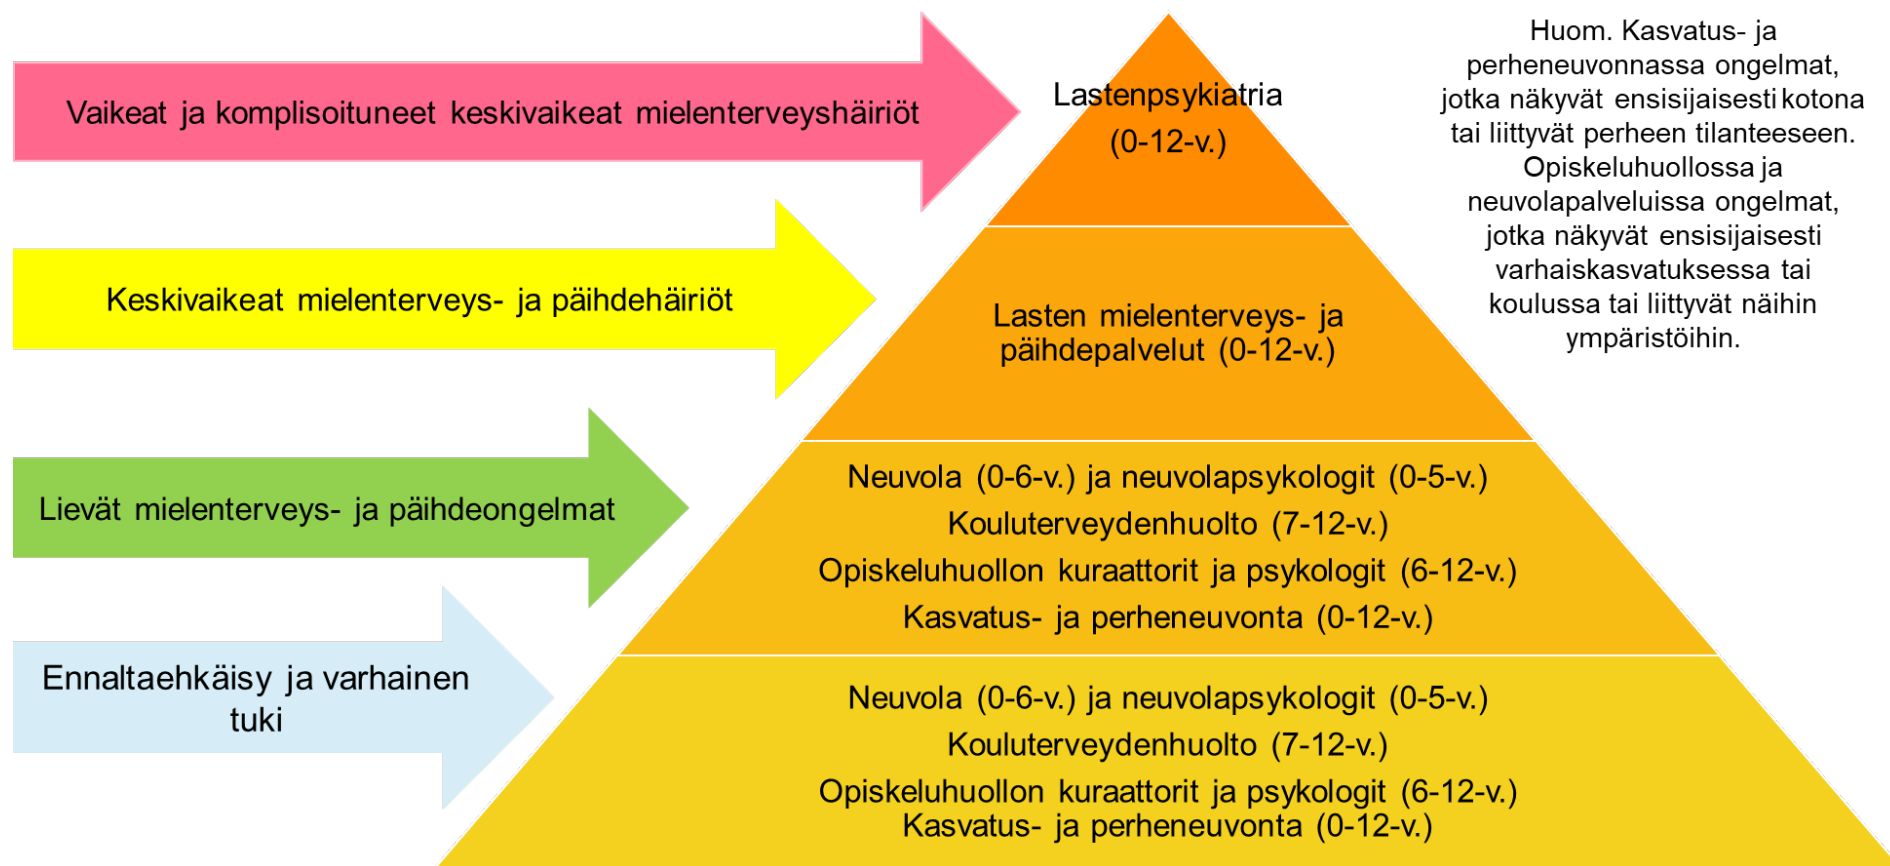 Vaikeat ja komplisoituneet keskivaikeat mielenterveyshäiriöt
Keskivaikeat mielenterveys- ja päihdehäiriöt
Lievät mielenterveys- ja päihdeongelmat
Ennaltaehkäisy ja varhainen
tuki
Lastenpsykiatria
(0-12-v.)
Lasten mielenterveys- ja
päihdepalvelut (0-12-v.)
Neuvola (0-6-v.) ja neuvolapsykologit (0-5-v.)
Kouluterveydenhuolto (7-12-v.)
Opiskeluhuollon kuraattorit ja psykologit (6-12-v.)
Kasvatus- ja perheneuvonta (0-12-v.)
Neuvola (0-6-v.) ja neuvolapsykologit (0-5-v.)
Kouluterveydenhuolto (7-12-v.)
Opiskeluhuollon kuraattorit ja psykologit (6-12-v.)
Kasvatus- ja perheneuvonta (0-12-v.)
Huom. Kasvatus- ja
perheneuvonnassa ongelmat,
jotka näkyvät ensisijaisesti kotona
tai liittyvät perheen tilanteeseen.
Opiskeluhuollossa ja
neuvolapalveluissa ongelmat,
jotka näkyvät ensisijaisesti
varhaiskasvatuksessa tai
koulussa tai liittyvät näihin
ympäristöihin.